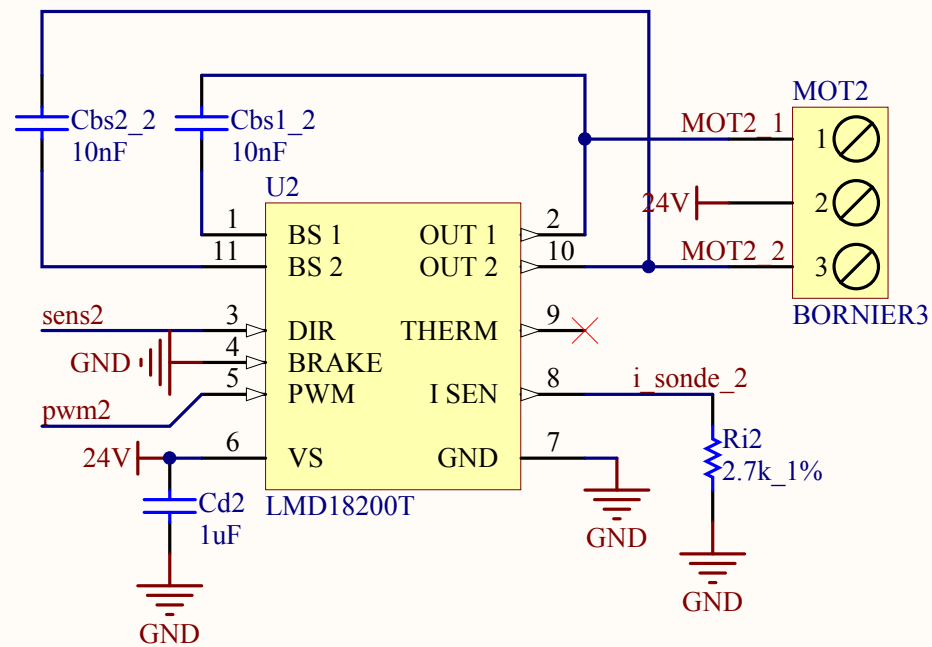 Cbs2_2
10nF
Cbs1_2
10nF
MOT2
MOT2_1
1
24V
2
MOT2_2
3
BORNIER3
U2
1
BS 1
OUT 1
2
11
BS 2
OUT 2
10
sens2
3
DIR
THERM
9
GND
4
BRAKE
5
PWM
I SEN
8
i_sonde_2
pwm2
24V
6
VS
GND
7
Ri2
2.7k_1%
Cd2
1uF
LMD18200T
GND
GND
GND